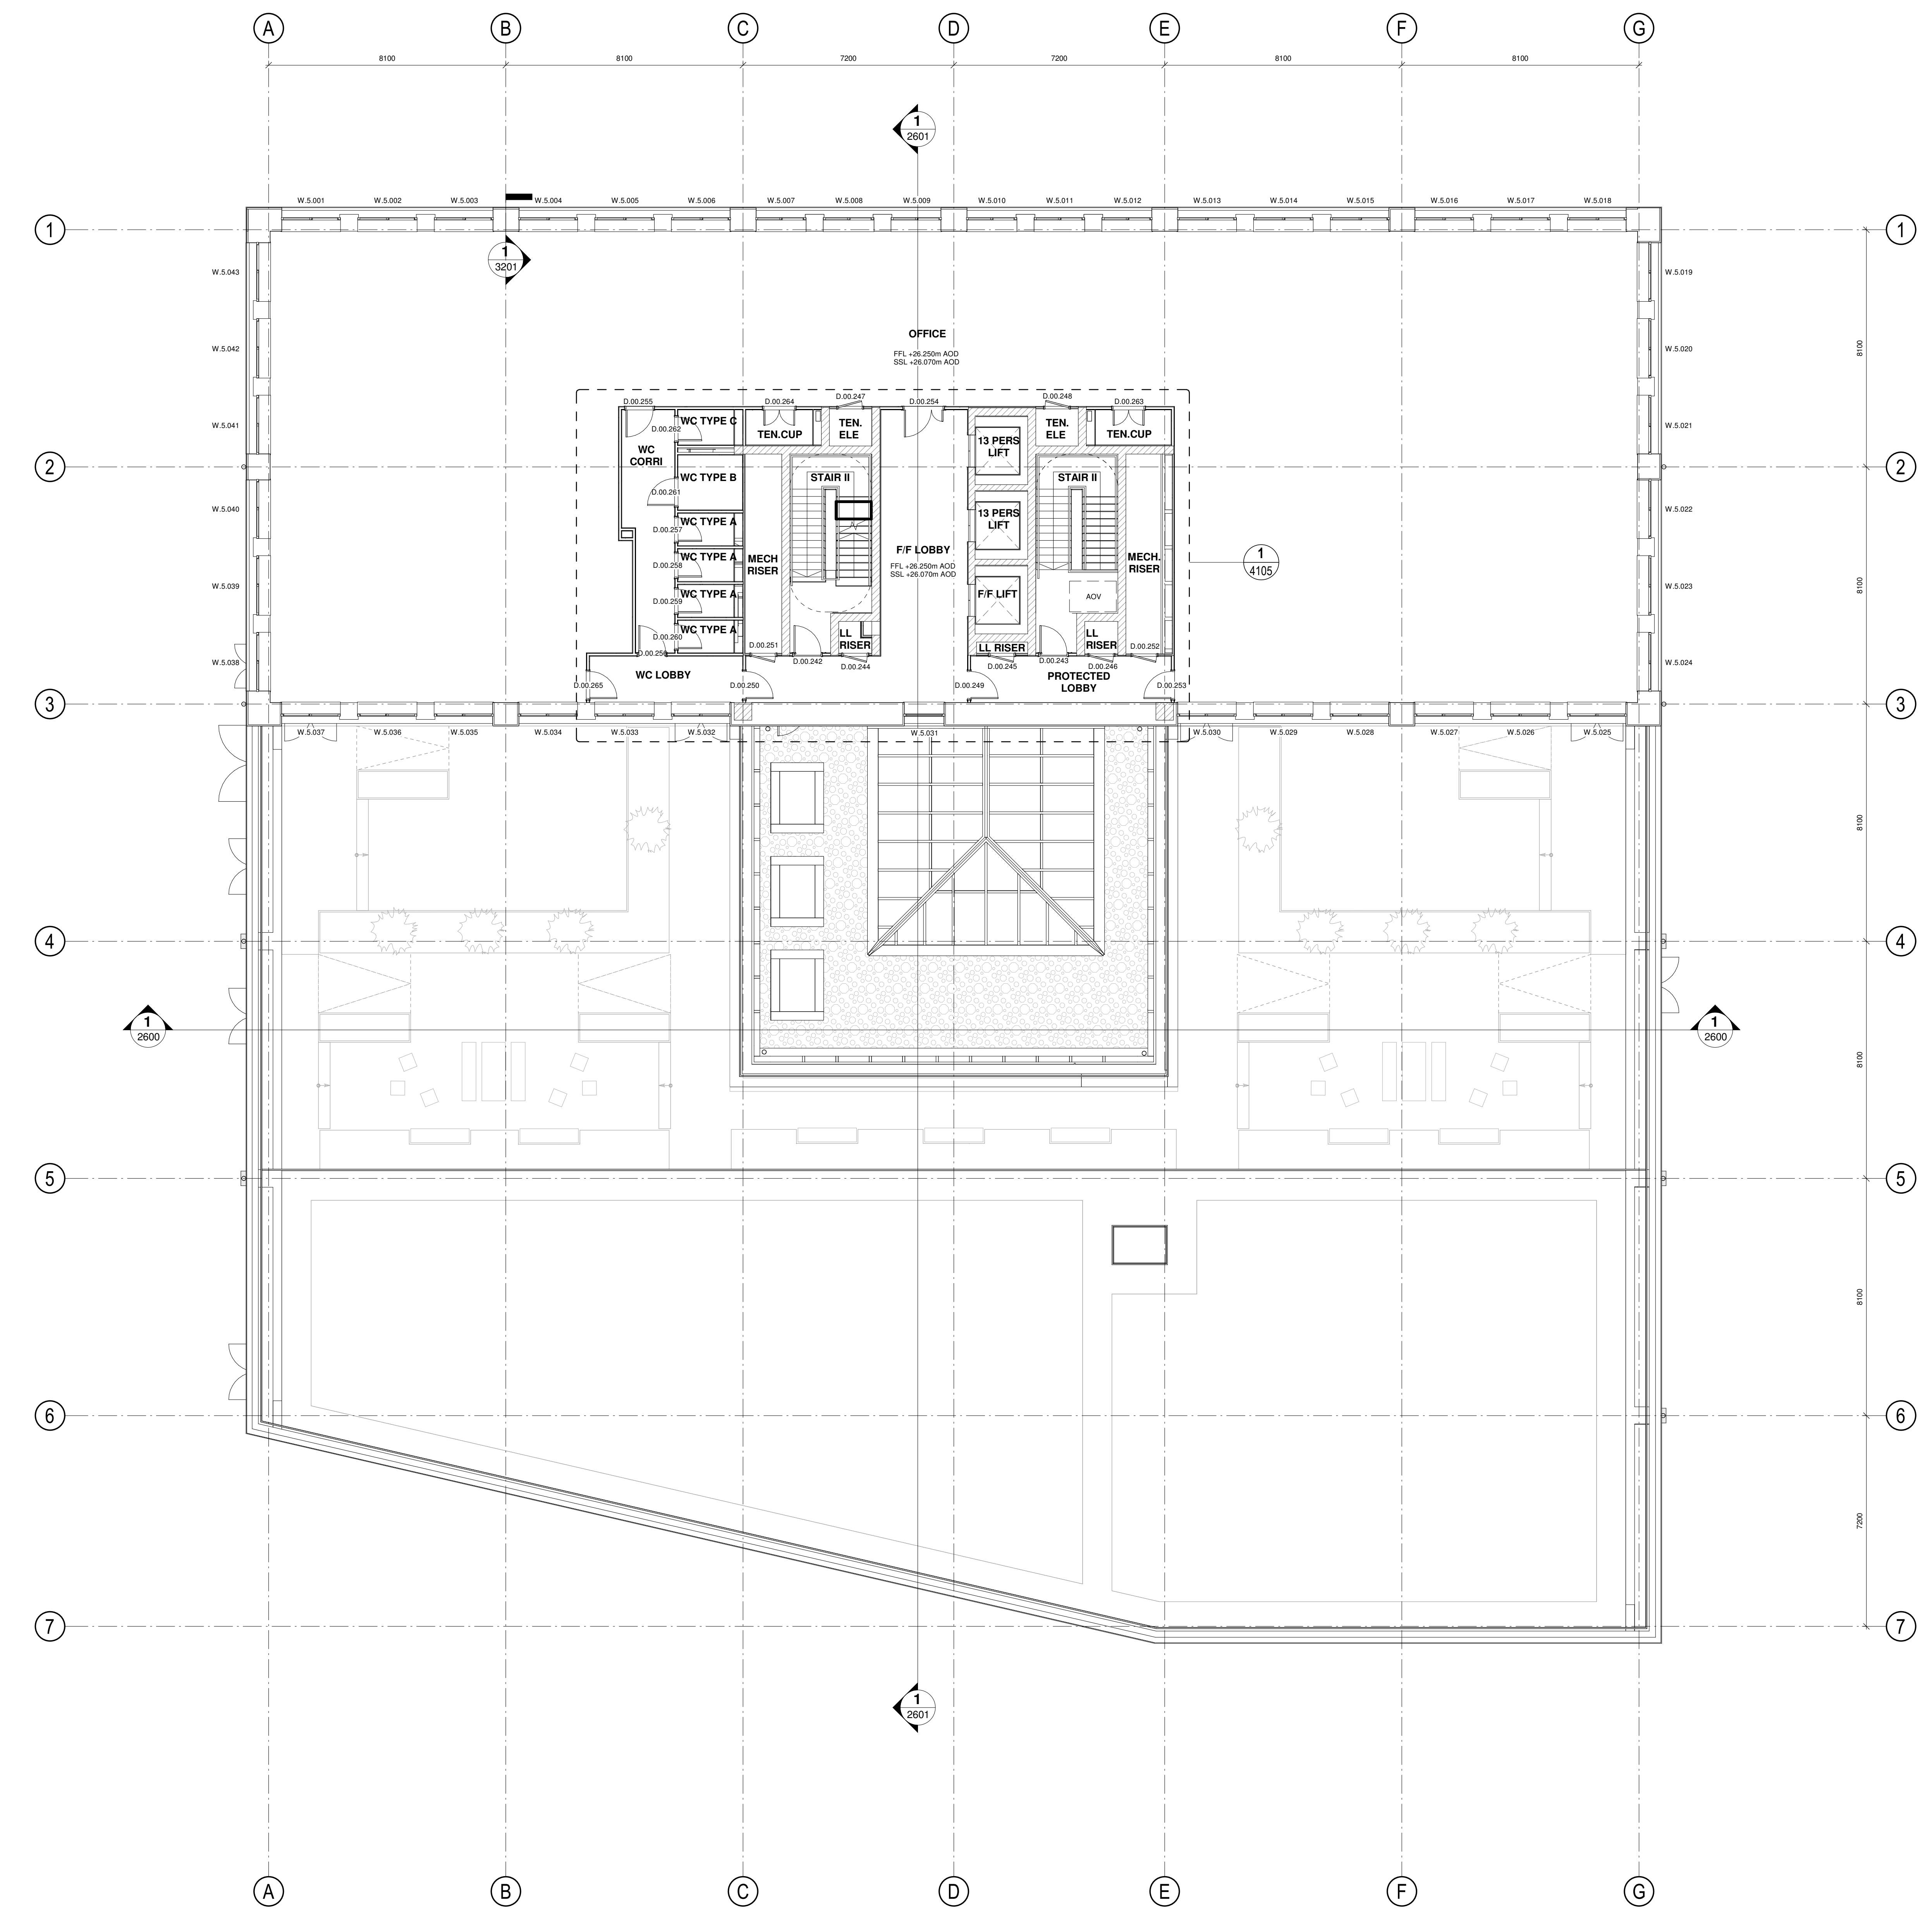 A B C D E F G
8100 8100 7200 7200 8100 8100
1
2601
W.5.001 W.5.002 W.5.003 W.5.004 W.5.005 W.5.006 W.5.007 W.5.008 W.5.009 W.5.010 W.5.011 W.5.012 W.5.013 W.5.014 W.5.015 W.5.016 W.5.017 W.5.018
1 1
1
3201
W.5.043 W.5.019
OFFICE
W.5.042 W.5.020
8100
FFL +26.250m AOD
SSL +26.070m AOD
D.00.255 D.00.264 D.00.247 D.00.254 D.00.248 D.00.263
WC TYPE C
D.00.262
TEN.CUP
TEN.
ELE
13 PERS
LIFT
TEN.
ELE
TEN.CUP
W.5.041 W.5.021
WC
CORRI
2 2
WC TYPE B
STAIR II STAIR II
D.00.261
W.5.040 W.5.022
13 PERS
LIFT
WC TYPE A
D.00.257
F/F LOBBY
FFL +26.250m AOD
SSL +26.070m AOD
WC TYPE A
D.00.258
MECH
RISER
MECH.
RISER
1
4105
W.5.039 W.5.023
8100
F/F LIFT
AOV
WC TYPE A
D.00.259
WC TYPE A
D.00.260
LL
RISER
LL RISER
LL
RISER
D.00.251 D.00.252
D.00.242 D.00.243
D.00.244 D.00.245 D.00.246
W.5.038 W.5.024
WC LOBBY
PROTECTED
LOBBY
D.00.265 D.00.250 D.00.249 D.00.253
3 3
W.5.037 W.5.036 W.5.035 W.5.034 W.5.033 W.5.032 W.5.031 W.5.030 W.5.029 W.5.028 W.5.027 W.5.026 W.5.025
8100
4 4
1
2600
1
2600
8100
5 5
8100
6 6
7200
7 7
1
2601
A B C D E F G